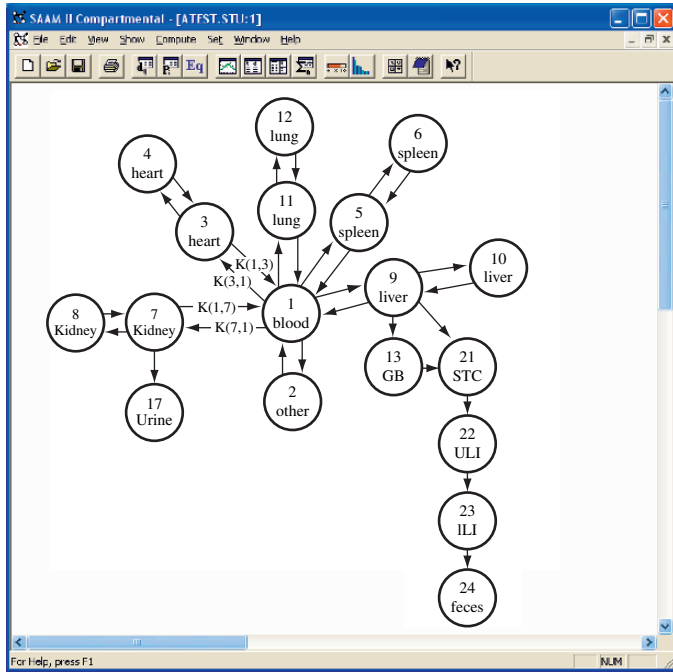 SAAM II Compartmental - [ATEST.STU:1]
File Edit View Show Compute Set Window Help
Eq
12
lung
6
spleen
4
heart
11
lung
5
spleen
3
heart
K(1,3)
K(3,1)
10
liver
9
liver
1
blood
8
Kidney
7
Kidney
K(1,7)
K(7,1)
13
GB
21
STC
2
other
17
Urine
22
ULI
23
lLI
24
feces
For Help, press F1
NUM